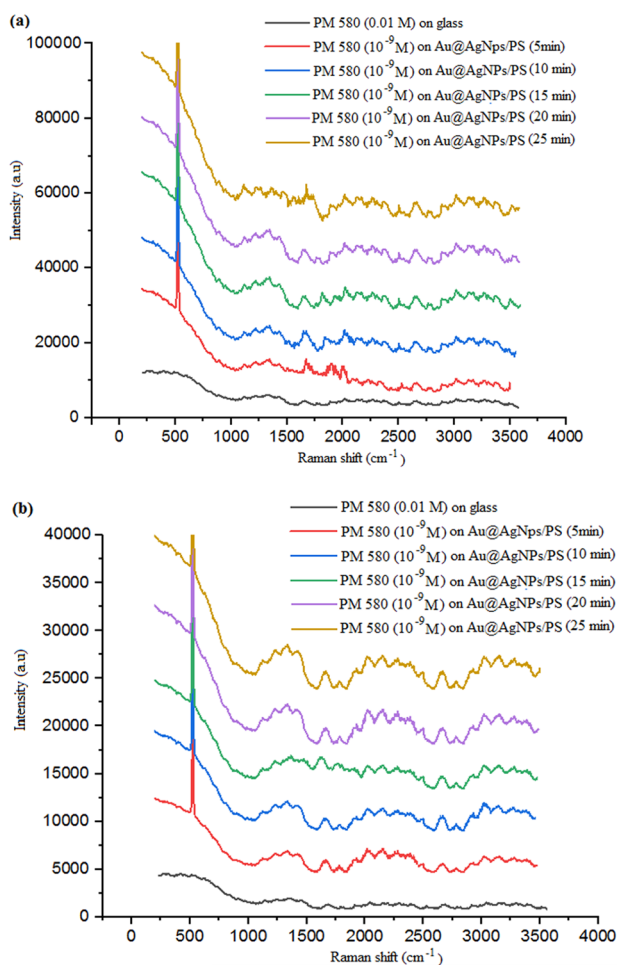 (a)
PM 580 (0.01 M) on glass
PM 580 (10⁻⁹M) on Au@AgNps/PS (5min)
PM 580 (10⁻⁹M) on Au@AgNPs/PS (10 min)
PM 580 (10⁻⁹M) on Au@AgNPs/PS (15 min)
PM 580 (10⁻⁹M) on Au@AgNPs/PS (20 min)
PM 580 (10⁻⁹M) on Au@AgNPs/PS (25 min)
Intensity (a.u)
100000
80000
60000
40000
20000
0
0 500 1000 1500 2000 2500 3000 3500 4000
Raman shift (cm⁻¹)
(b)
PM 580 (0.01 M) on glass
PM 580 (10⁻⁹M) on Au@AgNps/PS (5min)
PM 580 (10⁻⁹M) on Au@AgNPs/PS (10 min)
PM 580 (10⁻⁹M) on Au@AgNPs/PS (15 min)
PM 580 (10⁻⁹M) on Au@AgNPs/PS (20 min)
PM 580 (10⁻⁹M) on Au@AgNPs/PS (25 min)
Intensity (a.u)
40000
35000
30000
25000
20000
15000
10000
5000
0
0 500 1000 1500 2000 2500 3000 3500 4000
Raman shift (cm⁻¹)